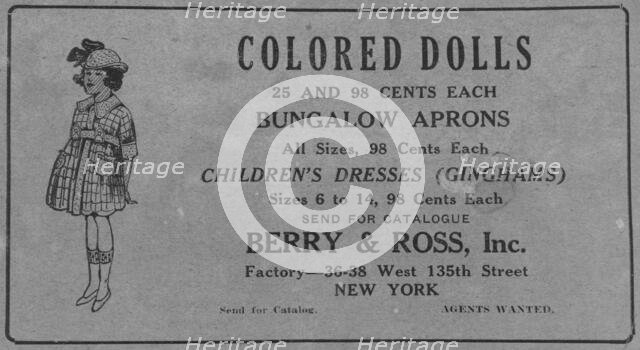 COLORED DOLLS
25 AND 98 CENTS EACH
BUNGALOW APRONS
All Sizes, 98 Cents Each
CHILDREN'S DRESSES (GINGHAMS)
Sizes 6 to 14, 98 Cents Each
SEND FOR CATALOGUE
BERRY & ROSS, Inc.
Factory—36-38 West 135th Street
NEW YORK
Send for Catalog. AGENTS WANTED.
Heritage Heritage
Heritage Heritage Heritage
Heritage Heritage
©